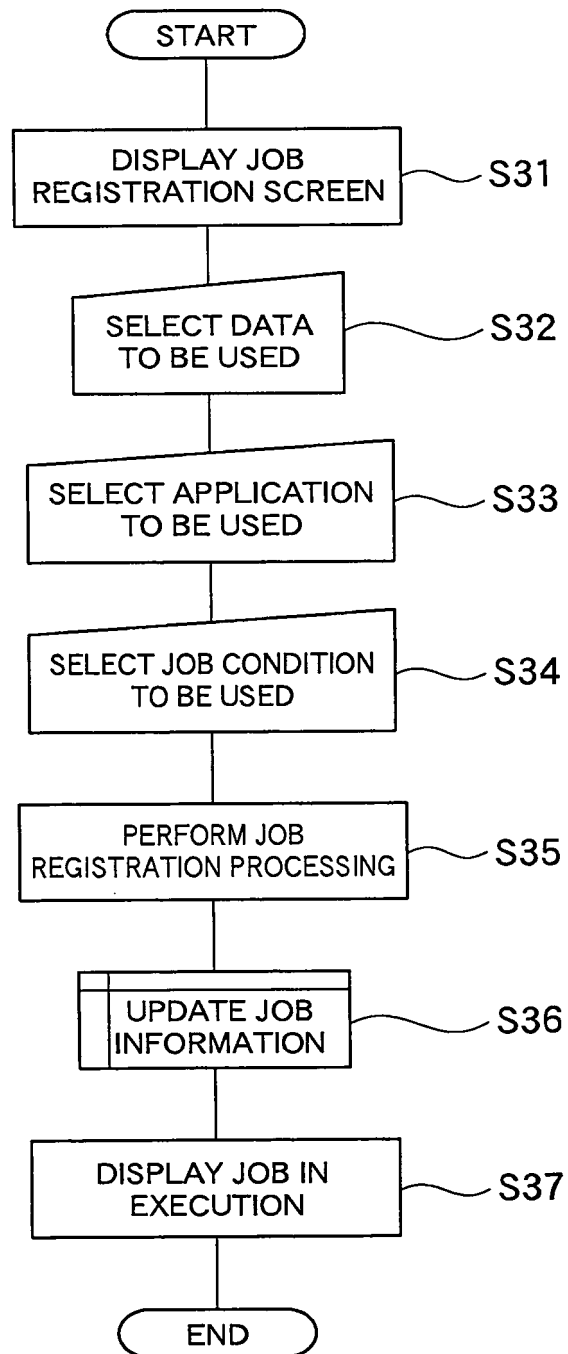 START
DISPLAY JOB
REGISTRATION SCREEN
S31
SELECT DATA
TO BE USED
S32
SELECT APPLICATION
TO BE USED
S33
SELECT JOB CONDITION
TO BE USED
S34
PERFORM JOB
REGISTRATION PROCESSING
S35
UPDATE JOB
INFORMATION
S36
DISPLAY JOB IN
EXECUTION
S37
END